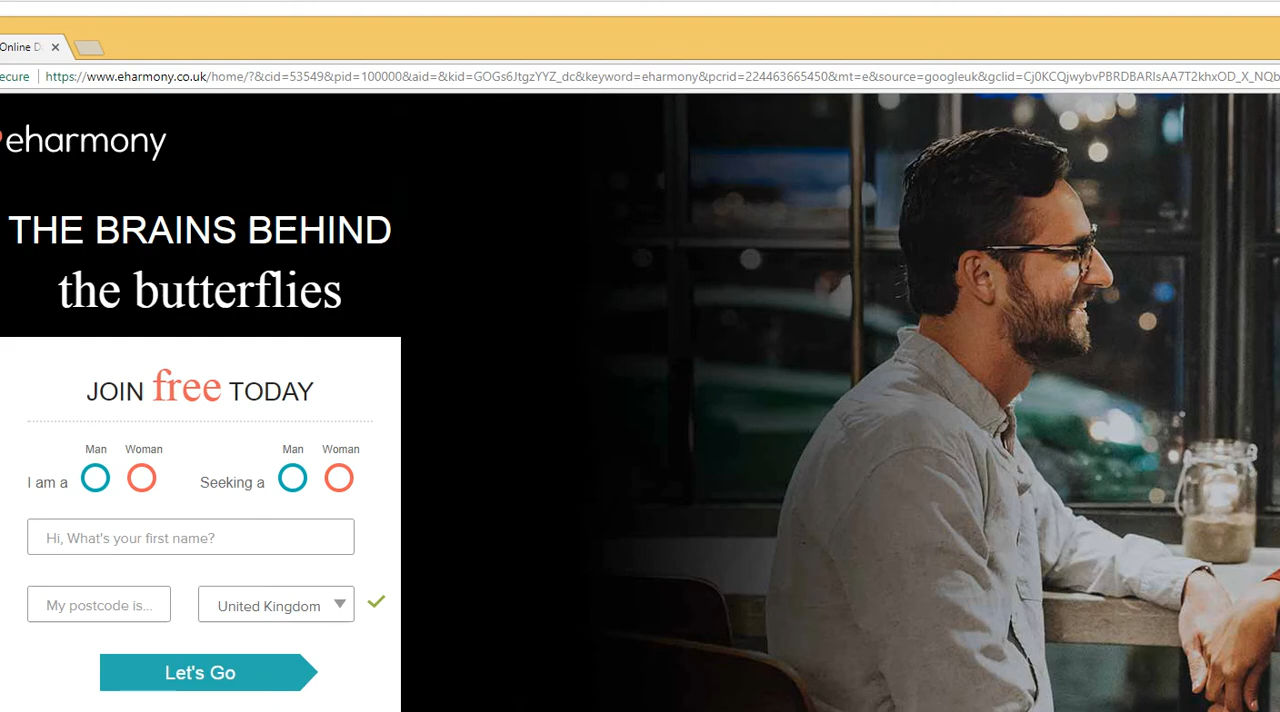 Online D
ecure https://www.eharmony.co.uk/home/?&cid=53549&pid=100000&aid=&kid=GOGs6JtgzYYZ_dc&keyword=eharmony&pcrid=224463665450&mt=e&source=googleuk&gclid=Cj0KCQjwybvPBRDBARIsAA7T2khxOD_X_NQb
eharmony
THE BRAINS BEHIND
the butterflies
JOIN free TODAY
Man Woman Man Woman
I am a Seeking a
Hi, What's your first name?
My postcode is... United Kingdom
Let's Go